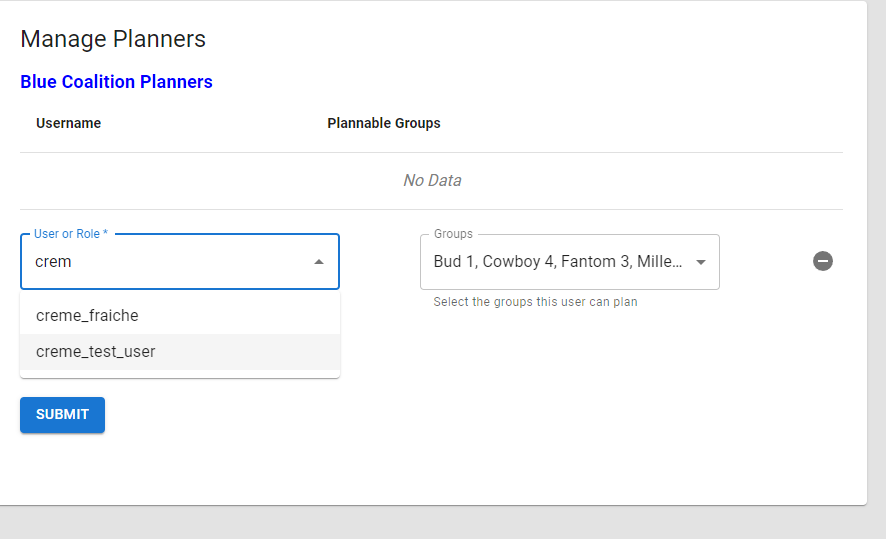 Manage Planners
Blue Coalition Planners
Username Plannable Groups
No Data
User or Role * Groups
crem Bud 1, Cowboy 4, Fantom 3, Mille...
Select the groups this user can plan
creme_fraiche
creme_test_user
SUBMIT